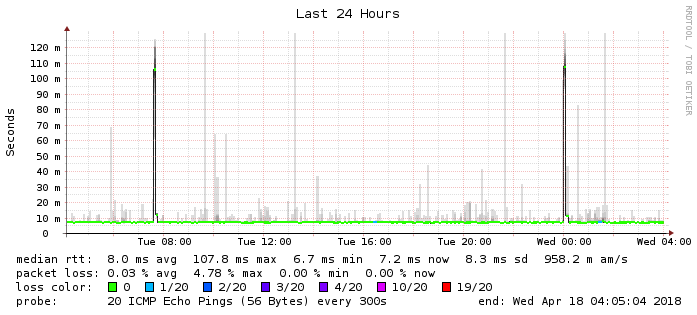 Last 24 Hours
RRDTOOL / TOBI OETIKER
Seconds
120 m
110 m
100 m
90 m
80 m
70 m
60 m
50 m
40 m
30 m
20 m
10 m
0
Tue 08:00 Tue 12:00 Tue 16:00 Tue 20:00 Wed 00:00 Wed 04:00
median rtt: 8.0 ms avg 107.8 ms max 6.7 ms min 7.2 ms now 8.3 ms sd 958.2 m am/s
packet loss: 0.03 % avg 4.78 % max 0.00 % min 0.00 % now
loss color: 0 1/20 2/20 3/20 4/20 10/20 19/20
probe: 20 ICMP Echo Pings (56 Bytes) every 300s end: Wed Apr 18 04:05:04 2018